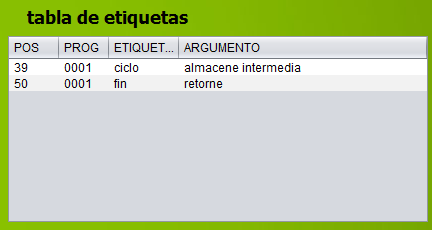 tabla de etiquetas
POS PROG ETIQUET... ARGUMENTO
39 0001 ciclo almacene intermedia
50 0001 fin retorne